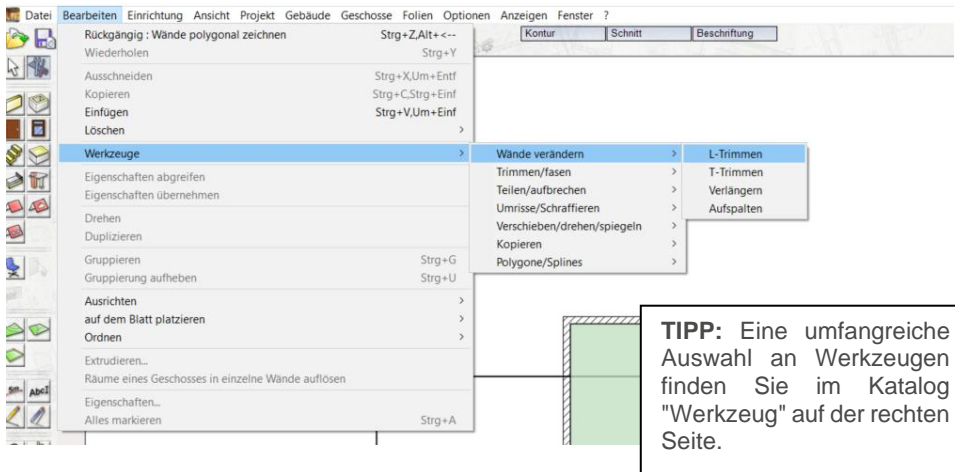 Datei Bearbeiten Einrichtung Ansicht Projekt Gebäude Geschosse Folien Optionen Anzeigen Fenster ?
Kontur Schnitt Beschriftung
Rückgängig : Wände polygonal zeichnen Strg+Z,Alt+<--
Wiederholen Strg+Y
Ausschneiden Strg+X,Um+Entf
Kopieren Strg+C,Strg+Einf
Einfügen Strg+V,Um+Einf
Löschen >
Werkzeuge >
Eigenschaften abgreifen
Eigenschaften übernehmen
Drehen
Duplizieren
Gruppieren Strg+G
Gruppierung aufheben Strg+U
Ausrichten >
auf dem Blatt platzieren >
Ordnen >
Extrudieren...
Räume eines Geschosses in einzelne Wände auflösen
Eigenschaften...
Alles markieren Strg+A
Wände verändern >
Trimmen/fasen >
Teilen/aufbrechen >
Umrisse/Schraffieren >
Verschieben/drehen/spiegeln >
Kopieren >
Polygone/Splines >
L-Trimmen
T-Trimmen
Verlängern
Aufspalten
TIPP: Eine umfangreiche
Auswahl an Werkzeugen
finden Sie im Katalog
"Werkzeug" auf der rechten
Seite.